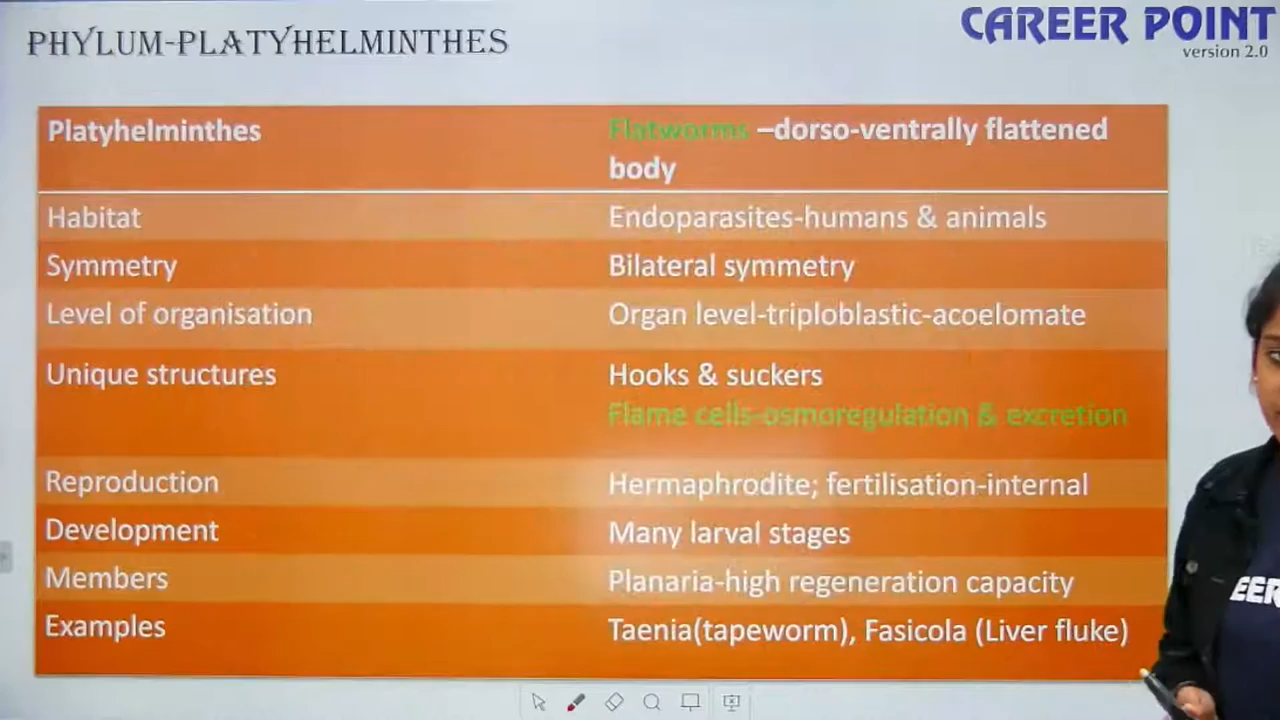 PHYLUM-PLATYHELMINTHES
CAREER POINT
version 2.0
Platyhelminthes
Flatworms –dorso-ventrally flattened
body
Habitat
Endoparasites-humans & animals
Symmetry
Bilateral symmetry
Level of organisation
Organ level-triploblastic-acoelomate
Unique structures
Hooks & suckers
Flame cells-osmoregulation & excretion
Reproduction
Hermaphrodite; fertilisation-internal
Development
Many larval stages
Members
Planaria-high regeneration capacity
Examples
Taenia(tapeworm), Fasicola (Liver fluke)
EER